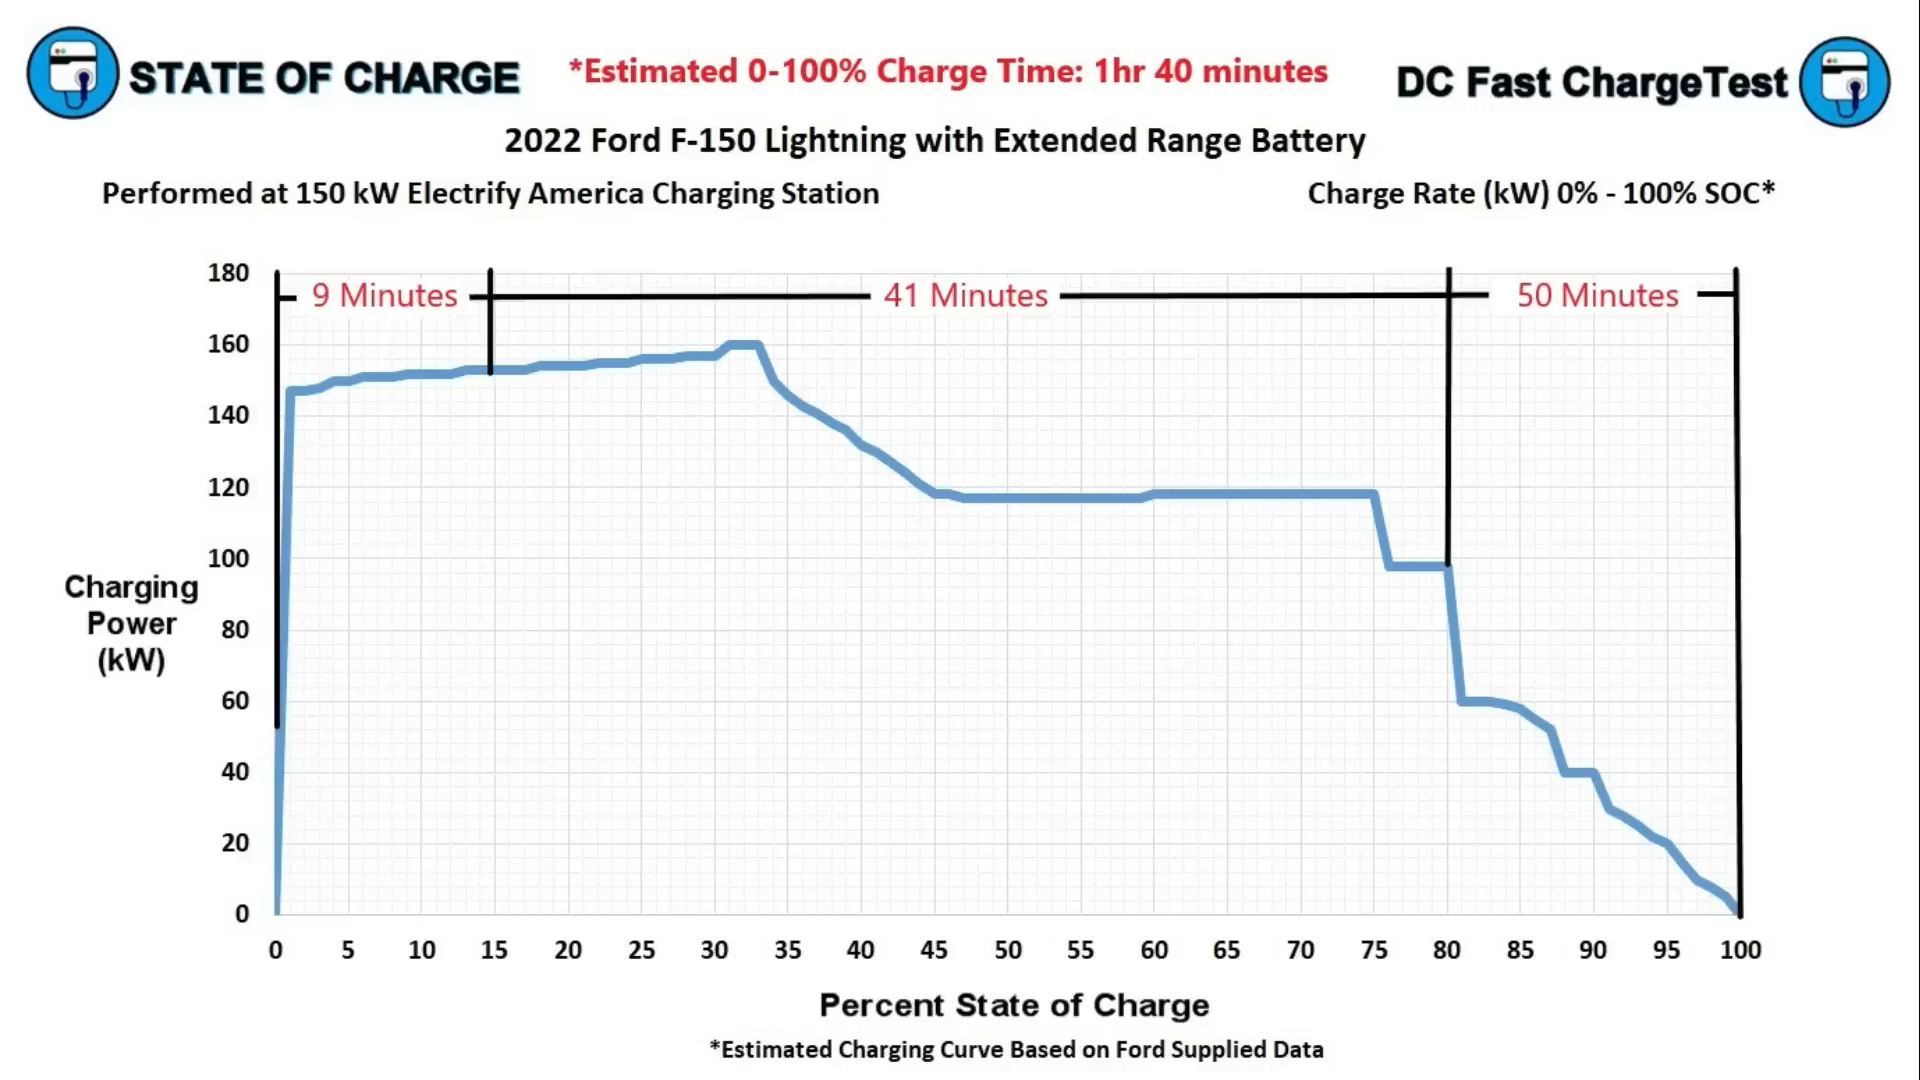 STATE OF CHARGE
*Estimated 0-100% Charge Time: 1hr 40 minutes
DC Fast ChargeTest
2022 Ford F-150 Lightning with Extended Range Battery
Performed at 150 kW Electrify America Charging Station
Charge Rate (kW) 0% - 100% SOC*
9 Minutes
41 Minutes
50 Minutes
180
160
140
120
100
80
60
40
20
0
Charging
Power
(kW)
0 5 10 15 20 25 30 35 40 45 50 55 60 65 70 75 80 85 90 95 100
Percent State of Charge
*Estimated Charging Curve Based on Ford Supplied Data